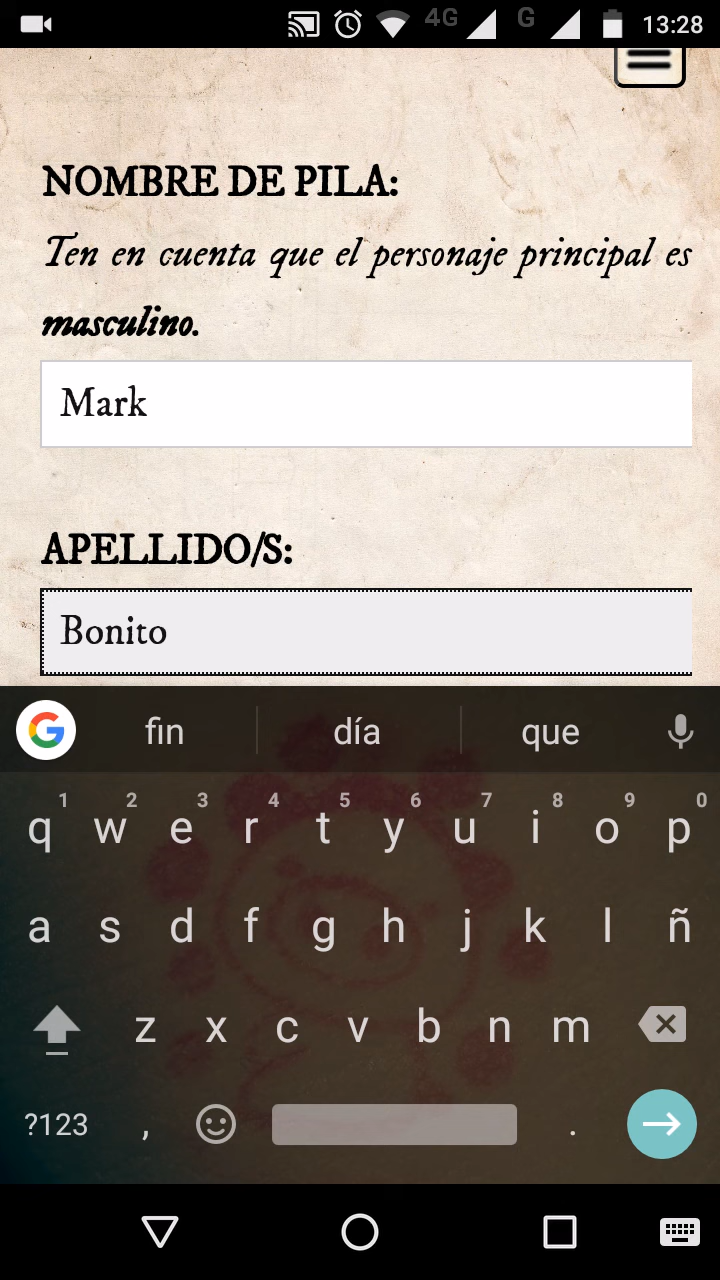 4G G 13:28
NOMBRE DE PILA:
Ten en cuenta que el personaje principal es
masculino.
Mark
APELLIDO/S:
Bonito
G fin día que
1 2 3 4 5 6 7 8 9 0
q w e r t y u i o p
a s d f g h j k l ñ
z x c v b n m
?123 , .